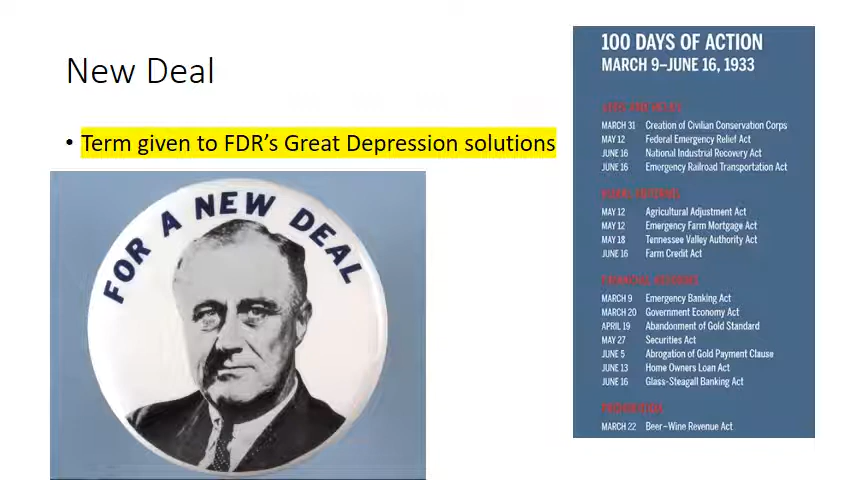 New Deal
• Term given to FDR's Great Depression solutions
FOR A NEW DEAL
100 DAYS OF ACTION
MARCH 9–JUNE 16, 1933
MARCH 31 Creation of Civilian Conservation Corps
MAY 12 Federal Emergency Relief Act
JUNE 16 National Industrial Recovery Act
JUNE 16 Emergency Railroad Transportation Act
MAY 12 Agricultural Adjustment Act
MAY 12 Emergency Farm Mortgage Act
MAY 18 Tennessee Valley Authority Act
JUNE 16 Farm Credit Act
MARCH 9 Emergency Banking Act
MARCH 20 Government Economy Act
APRIL 19 Abandonment of Gold Standard
MAY 27 Securities Act
JUNE 5 Abrogation of Gold Payment Clause
JUNE 13 Home Owners Loan Act
JUNE 16 Glass-Steagall Banking Act
MARCH 22 Beer–Wine Revenue Act